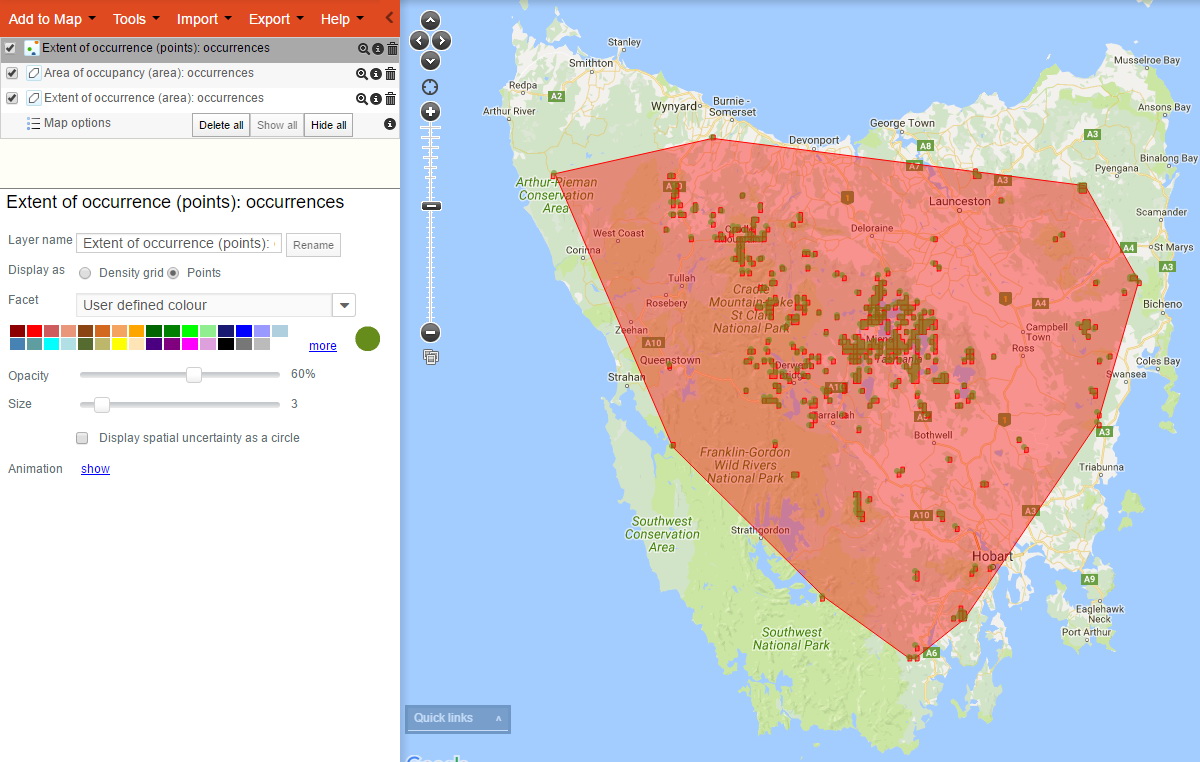 Add to Map Tools Import Export Help
Extent of occurrence (points): occurrences
Area of occupancy (area): occurrences
Extent of occurrence (area): occurrences
Map options Delete all Show all Hide all
Extent of occurrence (points): occurrences
Layer name Extent of occurrence (points): Rename
Display as Density grid Points
Facet User defined colour
more
Opacity 60%
Size 3
Display spatial uncertainty as a circle
Animation show
Stanley
Smithton
Musselroe Bay
Redpa
A2
Arthur River
Wynyard
Burnie -
Somerset
Ansons Bay
George Town
Devonport
A3
A8
Binalong Bay
A7
Pyengana
Arthur-Pieman
Conservation
Area
A10
A3
Launceston
1
Scamander
West Coast
Cradle
Mountain
Deloraine
A4
St Marys
Corinna
A3
Tullah
Rosebery
Cradle
Mountain-Lake
St Clair
National Park
1
A4
Bicheno
Zeehan
A10
Miena
Tasmania
Campbell
Town
Ross
Queenstown
Derwent
Bridge
Coles Bay
Strahan
Swansea
A10
Tarraleah
A5
1
Bothwell
A3
Franklin-Gordon
Wild Rivers
National Park
Triabunna
Southwest
Conservation
Area
Strathgordon
A10
A3
Hobart
A9
Eaglehawk
Neck
Port Arthur
Southwest
National Park
A6
Quick links
Google